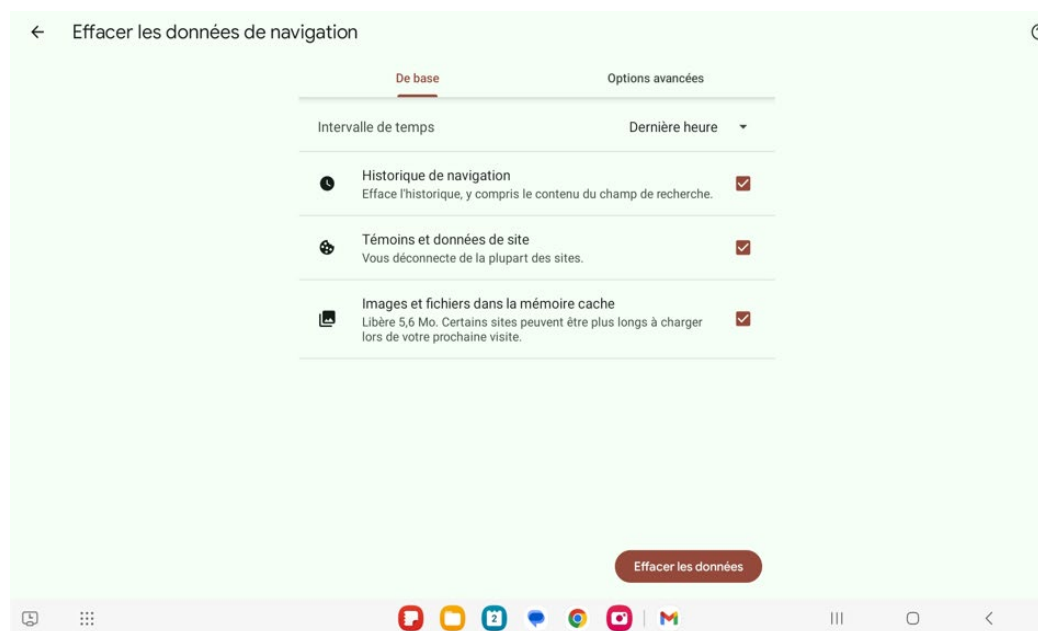 Effacer les données de navigation
De base
Options avancées
Intervalle de temps
Dernière heure
Historique de navigation
Efface l'historique, y compris le contenu du champ de recherche.
Témoins et données de site
Vous déconnecte de la plupart des sites.
Images et fichiers dans la mémoire cache
Libère 5,6 Mo. Certains sites peuvent être plus longs à charger
lors de votre prochaine visite.
Effacer les données
2